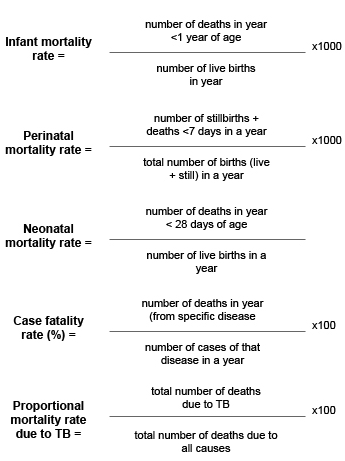 number of deaths in year
<1 year of age
Infant mortality
rate =
x1000
number of live births
in year
number of stillbirths +
deaths <7 days in a year
Perinatal
mortality rate =
x1000
total number of births (live
+ still) in a year
number of deaths in year
< 28 days of age
Neonatal
mortality rate =
number of live births in a
year
number of deaths in year
(from specific disease
Case fatality
rate (%) =
x100
number of cases of that
disease in a year
total number of deaths
due to TB
Proportional
mortality rate
due to TB =
x100
total number of deaths due to
all causes